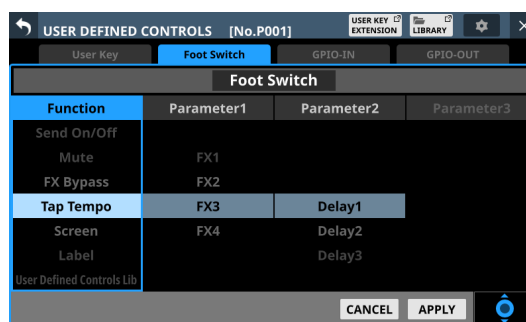 USER DEFINED CONTROLS [No.P001] USER KEY EXTENSION LIBRARY
User Key Foot Switch GPIO-IN GPIO-OUT
Foot Switch
Function Parameter1 Parameter2 Parameter3
Send On/Off
Mute FX1
FX Bypass FX2
Tap Tempo FX3 Delay1
Screen FX4 Delay2
Label Delay3
User Defined Controls Lib
CANCEL APPLY